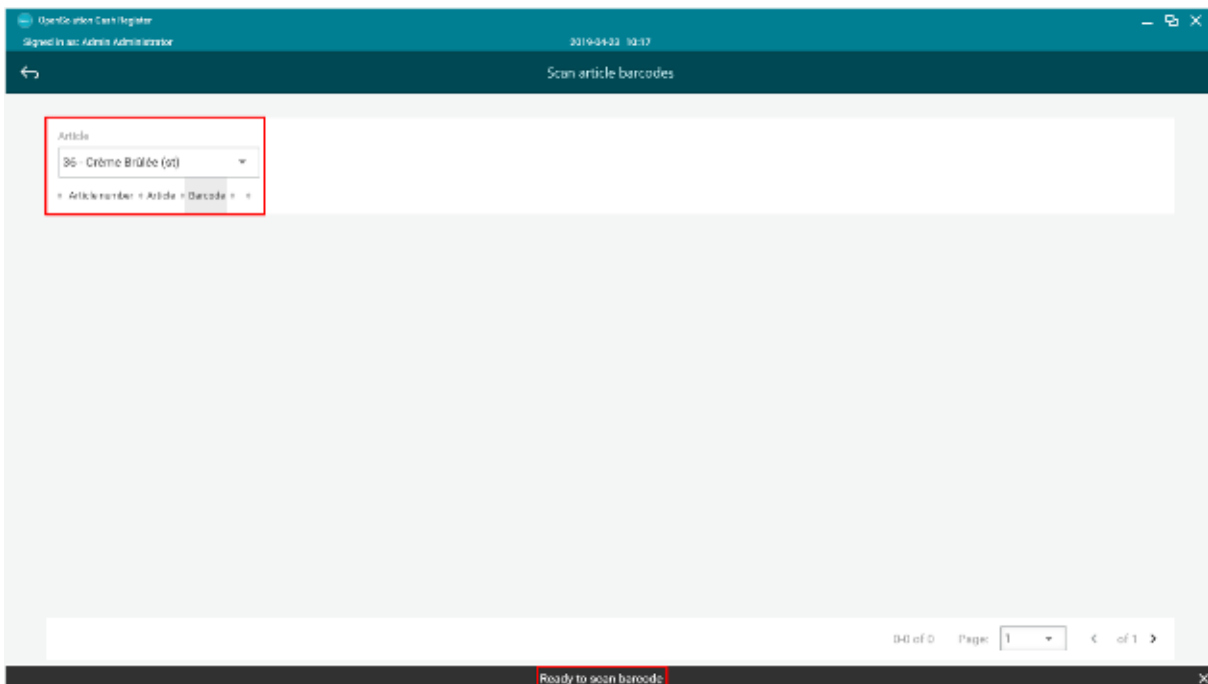 OpenSolution Cash Register
Signed in as: Admin Administrator
2019-04-23 10:17
Scan article barcodes
Article
36 - Crème Brûlée (st)
Article number Article Barcode
0-0 of 0 Page: 1 of 1
Ready to scan barcode